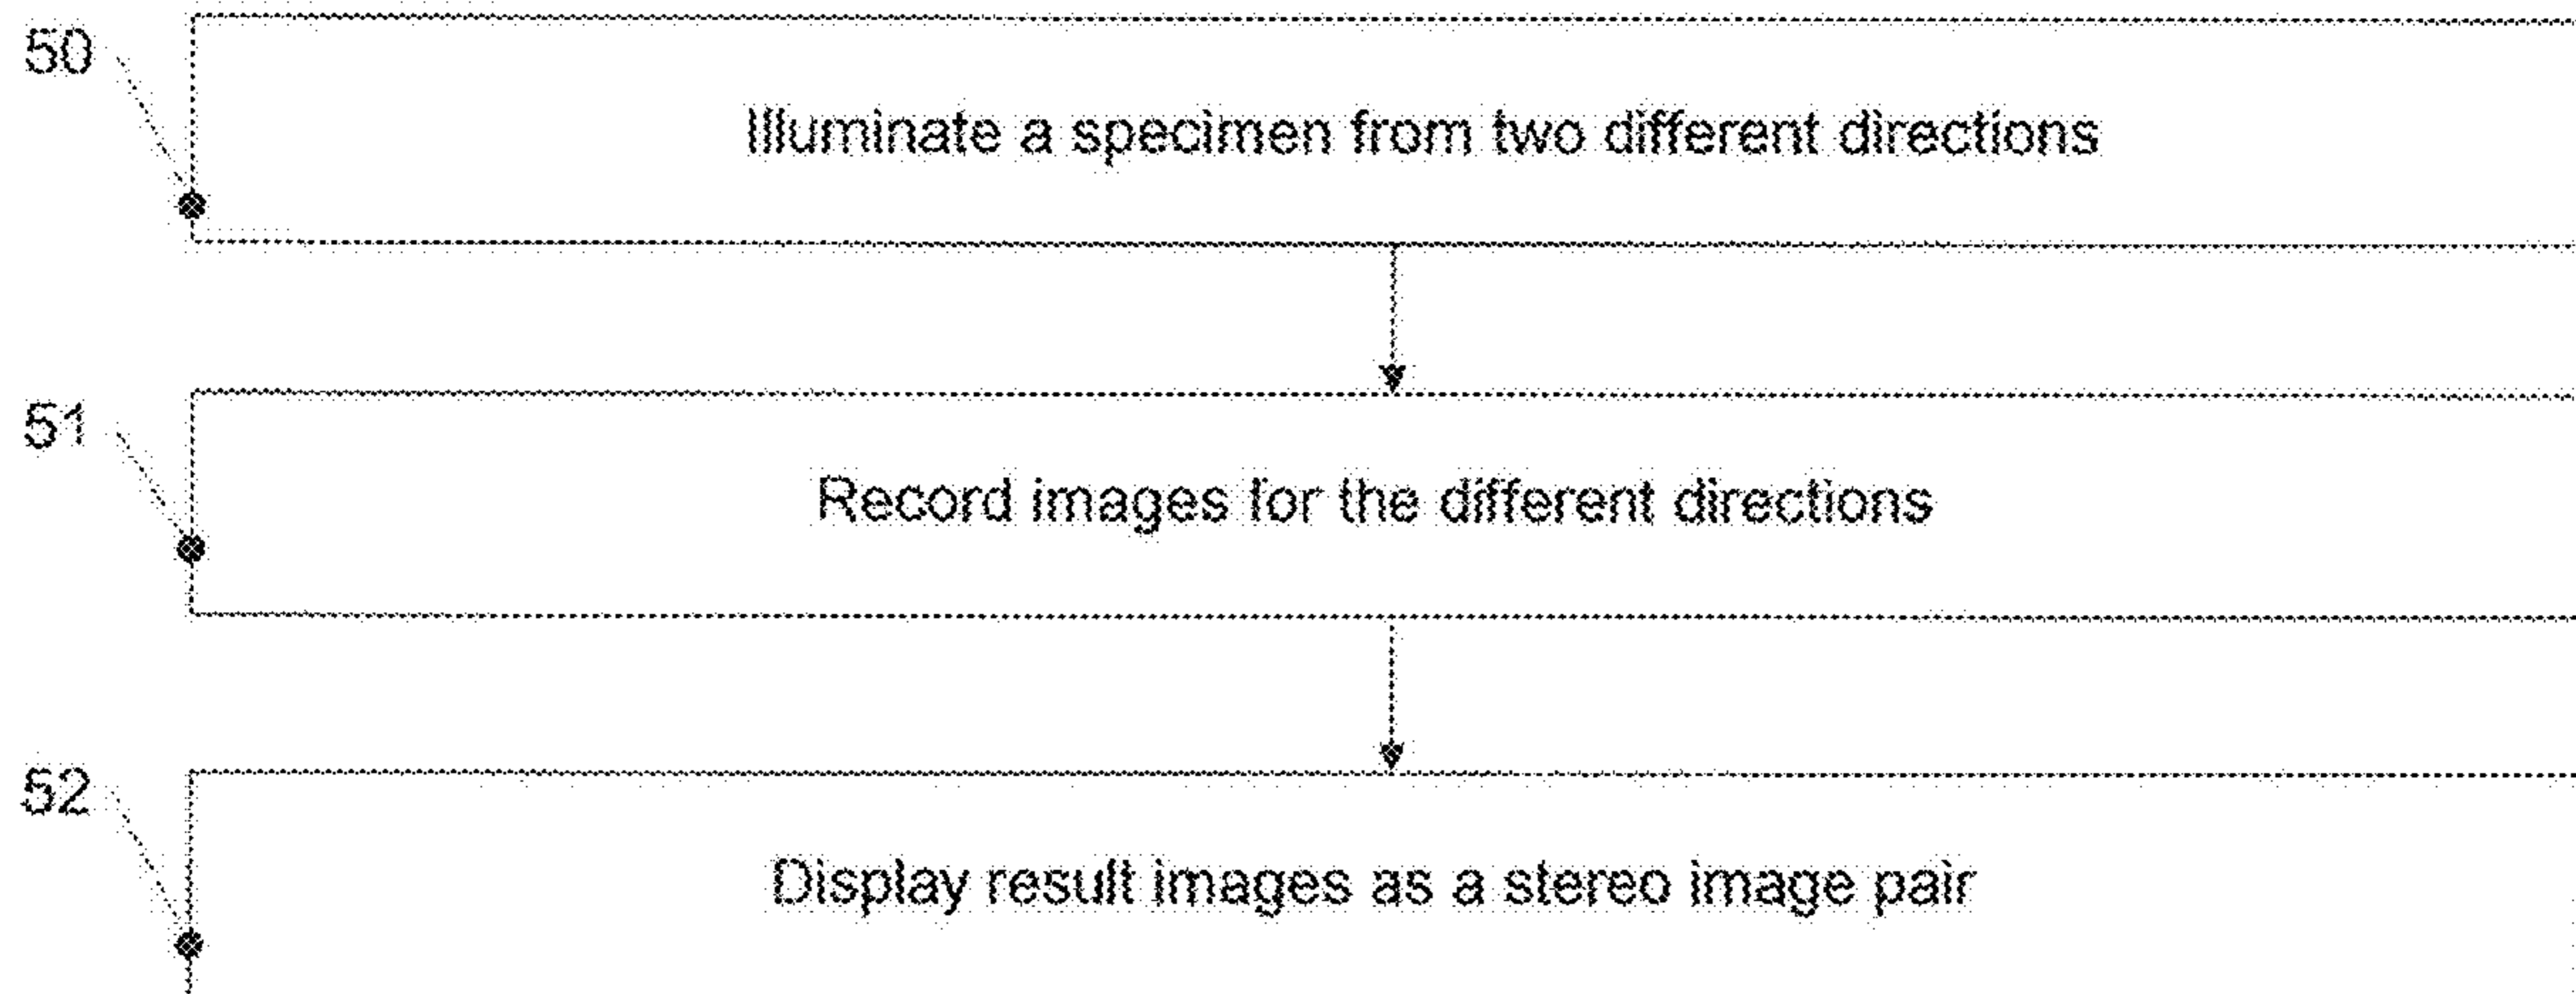 50
Illuminate a specimen from two different directions
51
Record images for the different directions
52
Display result images as a stereo image pair